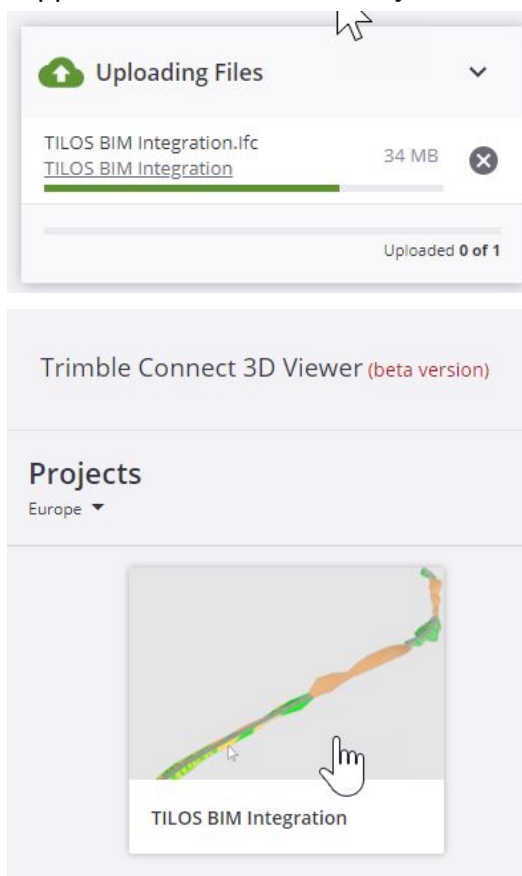 Uploading Files
TILOS BIM Integration.Ifc
TILOS BIM Integration
34 MB
Uploaded 0 of 1
Trimble Connect 3D Viewer (beta version)
Projects
Europe
TILOS BIM Integration